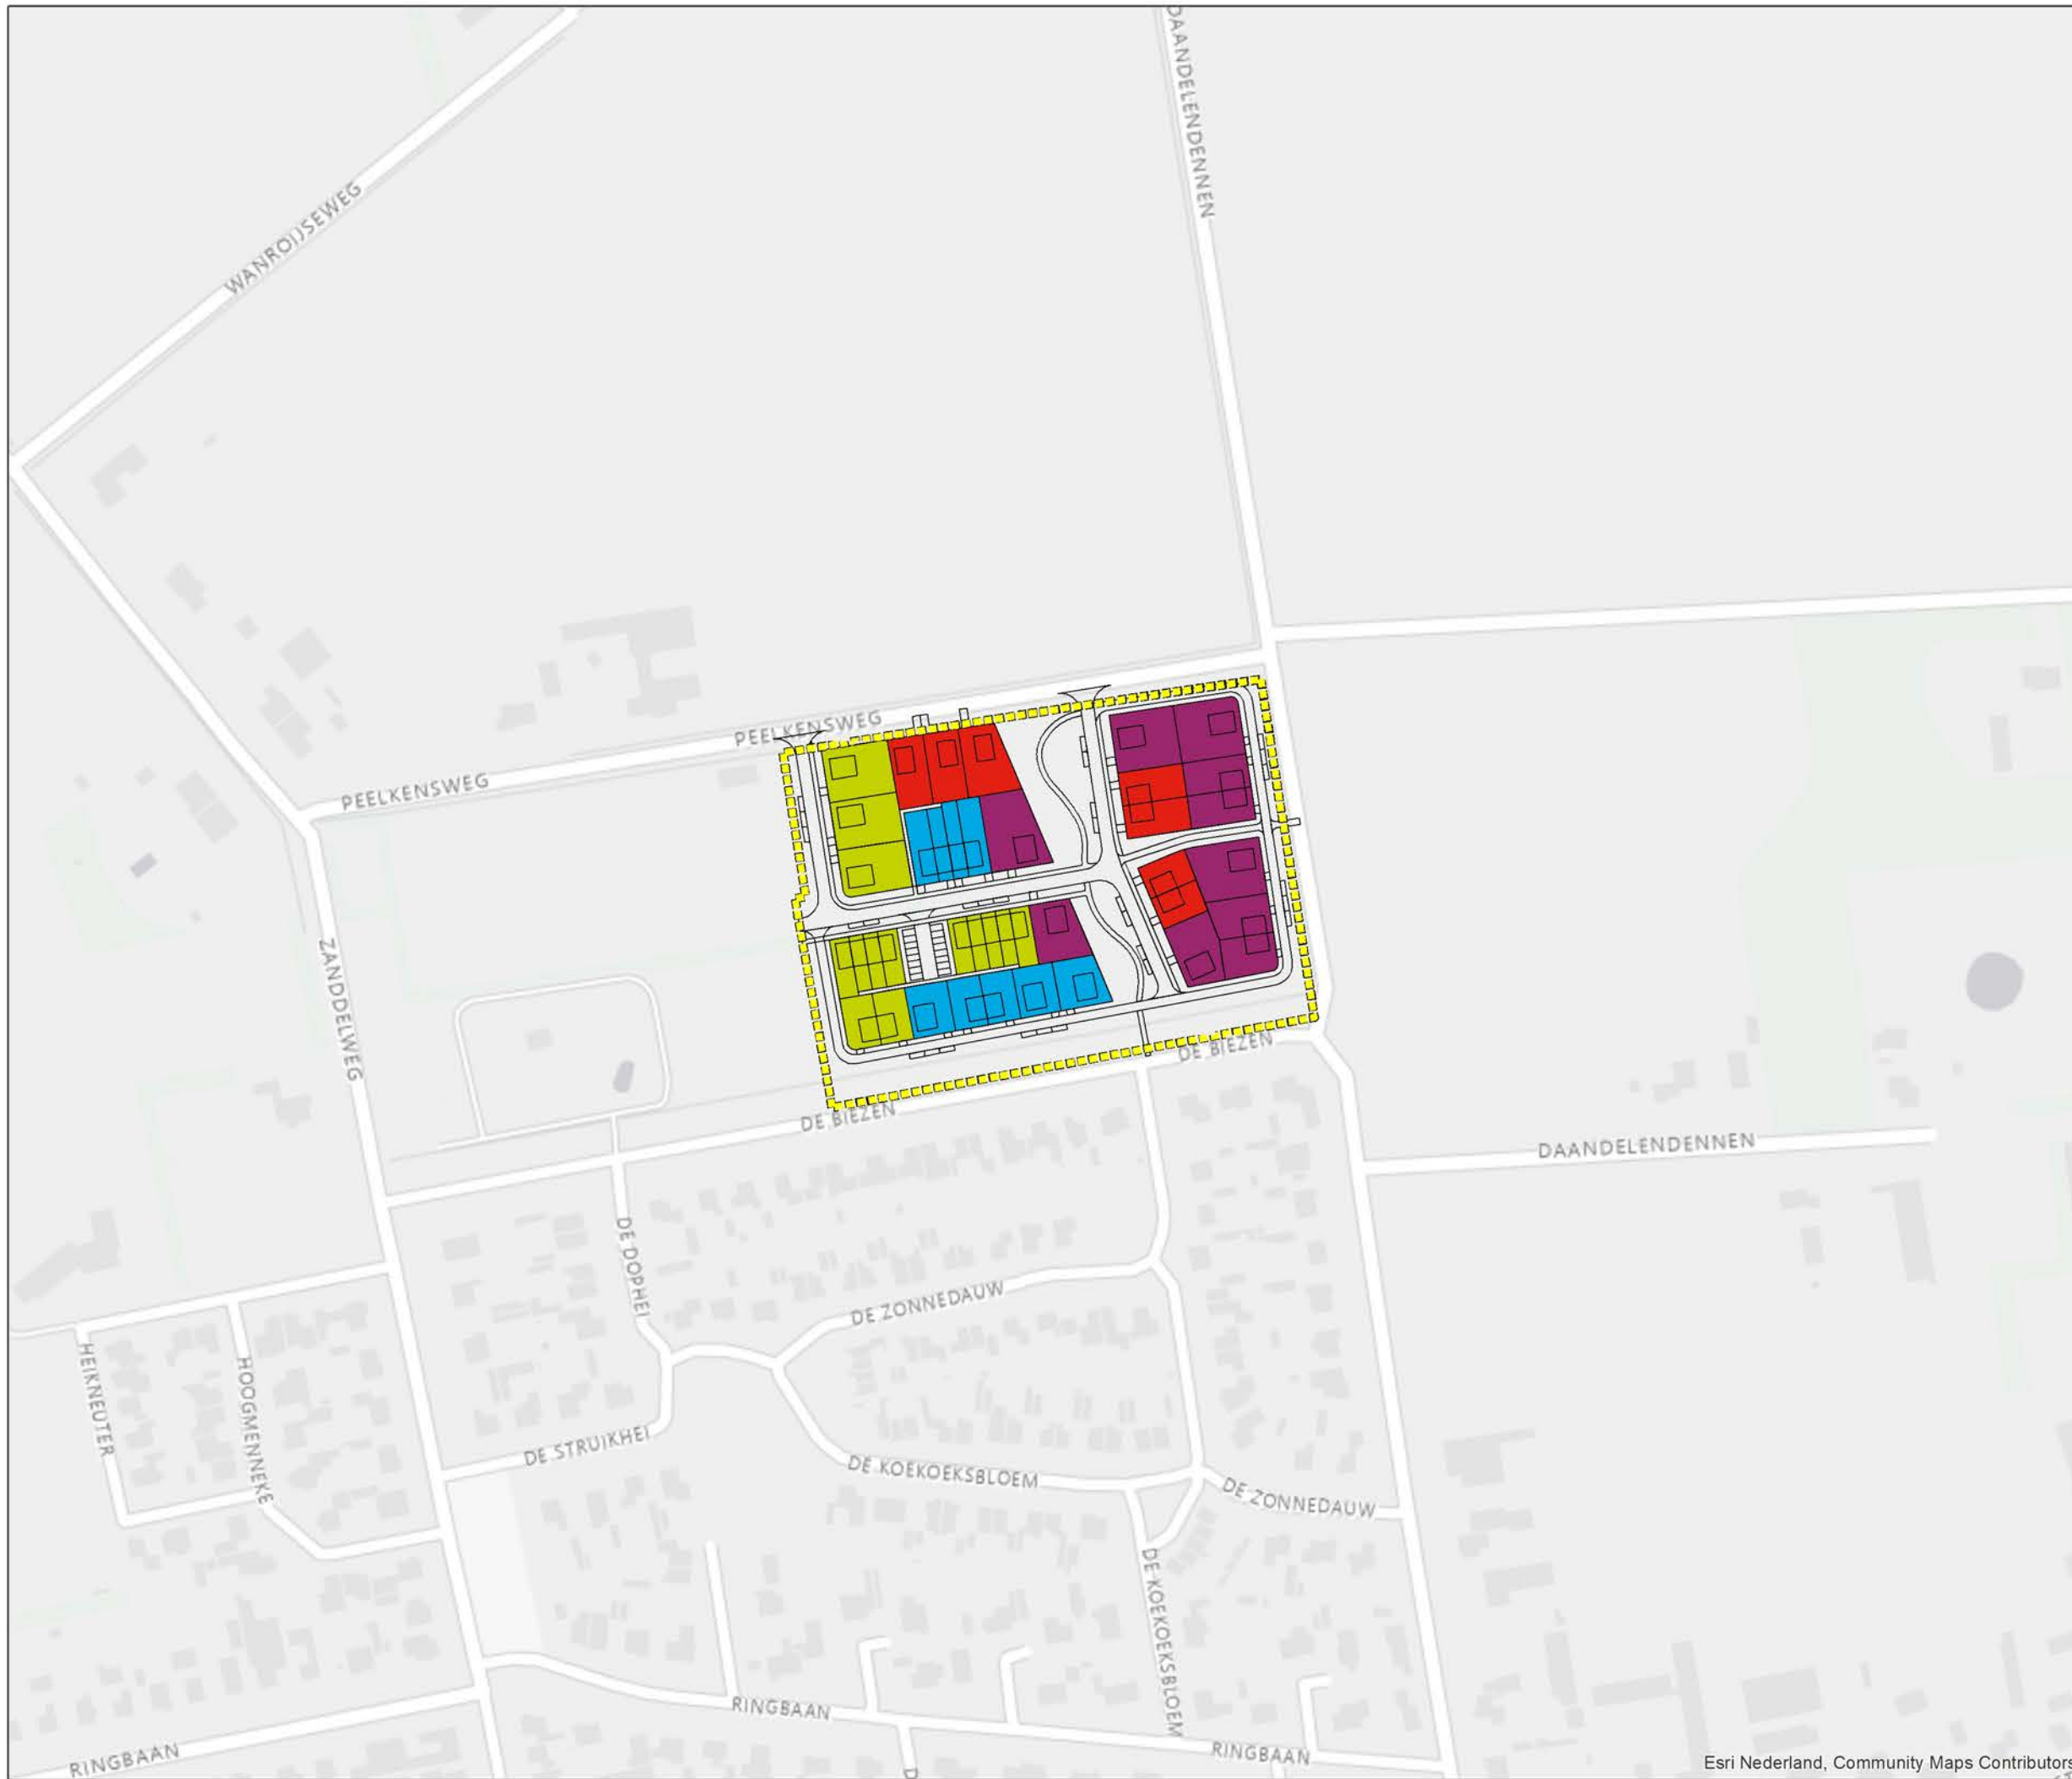 DAANDELENDENNEN
WANROIJSEWEG
PEELKENSWEG
PEELKENSWEG
ZANDDELWEG
DE BIEZEN
DE BIEZEN
DAANDELENDENNEN
DE DOPHEI
DE ZONNEDAUW
HEIKNEUTER
HOOGMENNEKE
DE STRUIKHEI
DE KOEKOEKSBLOEM
DE ZONNEDAUW
DE KOEKOEKSBLOEM
RINGBAAN
RINGBAAN
RINGBAAN
D
Esri Nederland, Community Maps Contributors